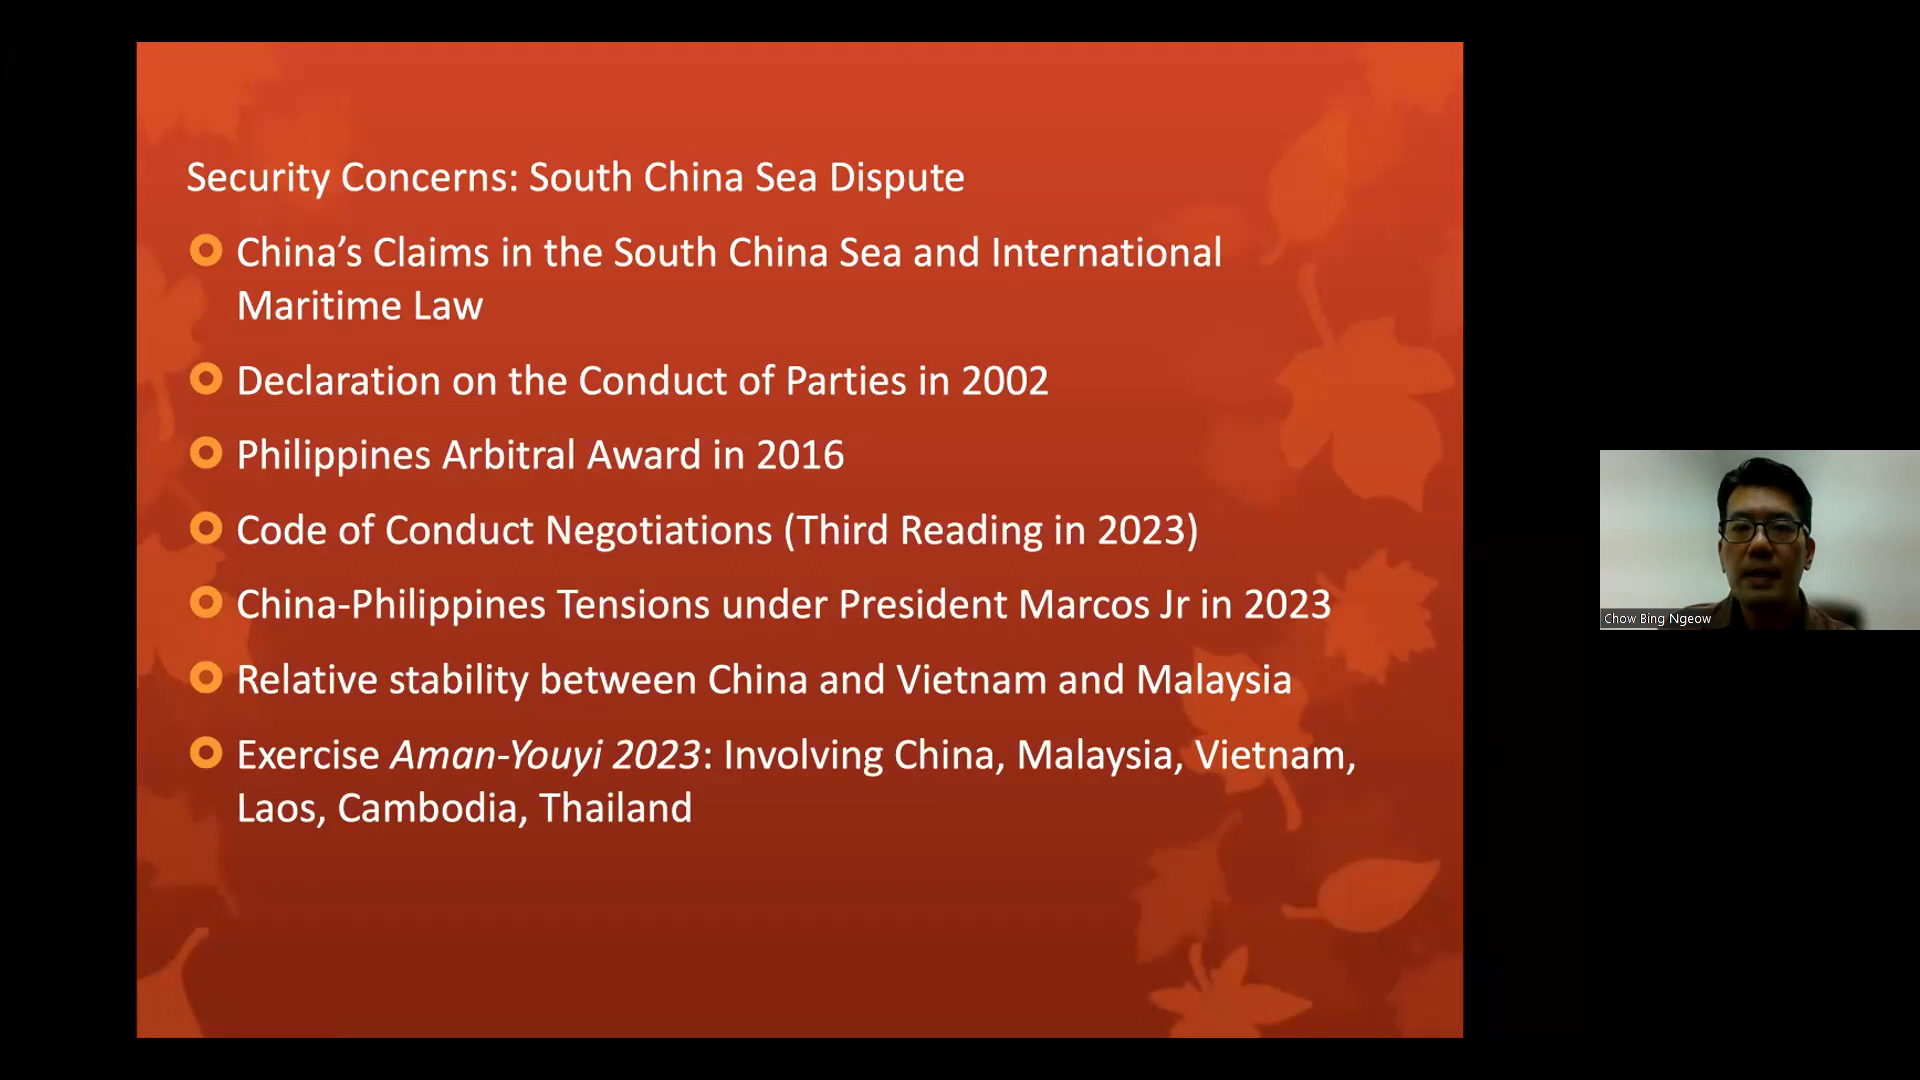 Security Concerns: South China Sea Dispute
China’s Claims in the South China Sea and International
Maritime Law
Declaration on the Conduct of Parties in 2002
Philippines Arbitral Award in 2016
Code of Conduct Negotiations (Third Reading in 2023)
China-Philippines Tensions under President Marcos Jr in 2023
Relative stability between China and Vietnam and Malaysia
Exercise Aman-Youyi 2023: Involving China, Malaysia, Vietnam,
Laos, Cambodia, Thailand
Chow Bing Ngeow